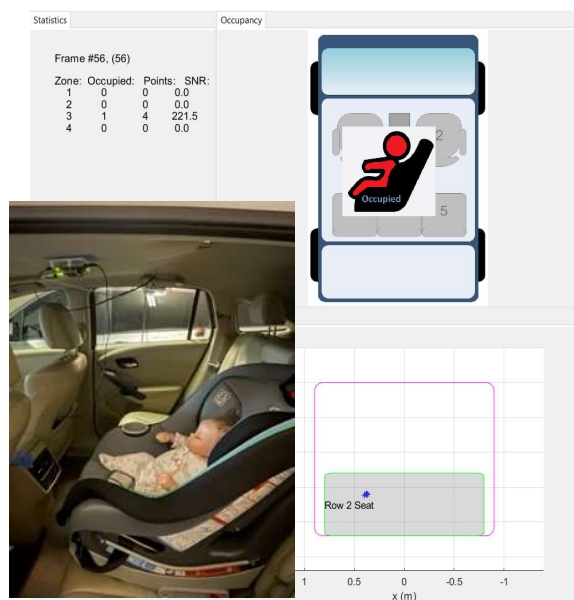 Statistics
Occupancy
Frame #56, (56)
Zone: Occupied: Points: SNR:
1 0 0 0.0
2 0 0 0.0
3 1 4 221.5
4 0 0 0.0
2
Occupied
5
Row 2 Seat
1 0.5 0 -0.5 -1
x (m)